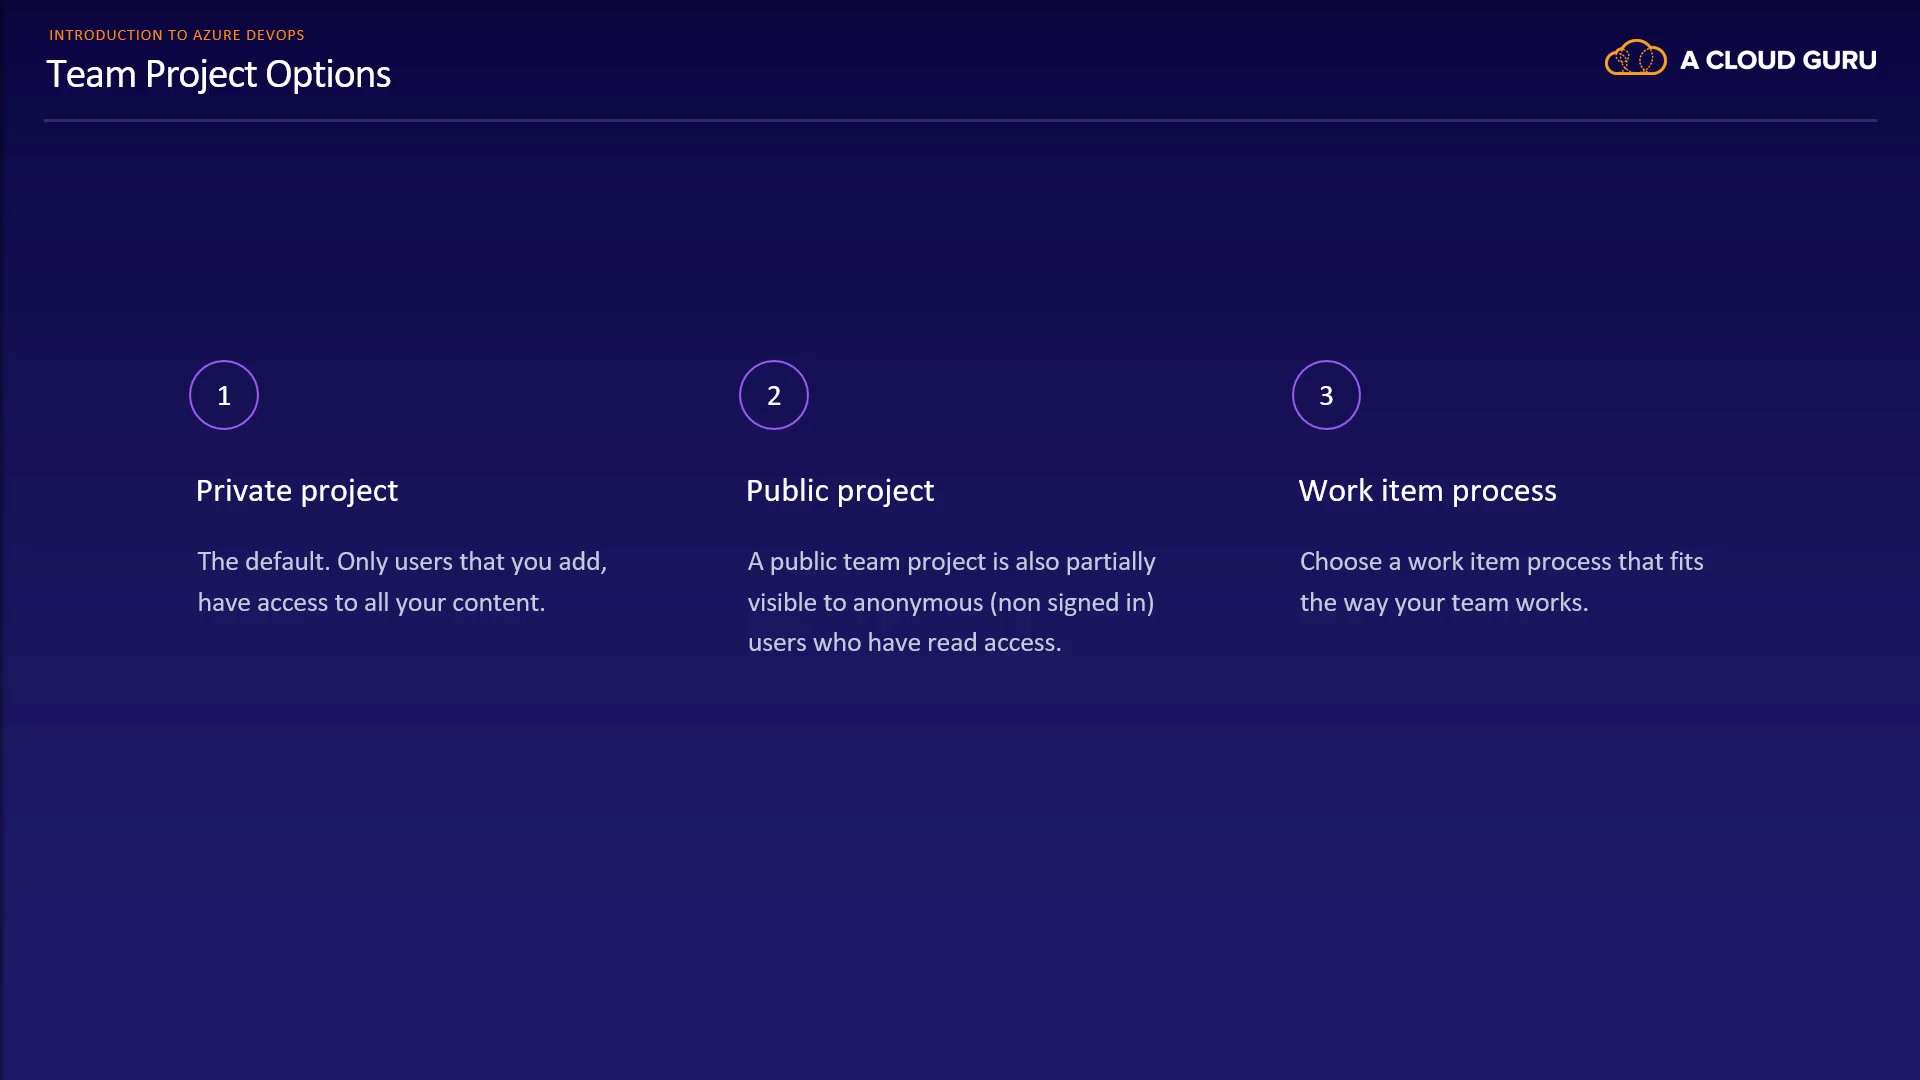 INTRODUCTION TO AZURE DEVOPS
Team Project Options
A CLOUD GURU
1
Private project
The default. Only users that you add,
have access to all your content.
2
Public project
A public team project is also partially
visible to anonymous (non signed in)
users who have read access.
3
Work item process
Choose a work item process that fits
the way your team works.